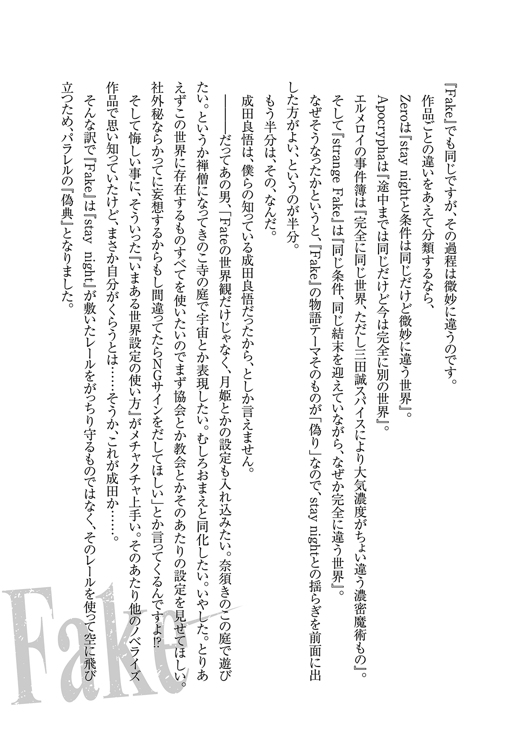 『Fake』でも同じですが、その過程は微妙に違うのです。
作品ごとの違いをあえて分類するなら、
Zeroは『stay nightと条件は同じだけど微妙に違う世界』。
Apocryphaは『途中までは同じだけど今は完全に別の世界』。
エルメロイの事件簿は『完全に同じ世界、ただし三田誠スパイスにより大気濃度がちょい違う濃密魔術もの』。
そして『strange Fake』は『同じ条件、同じ結末を迎えていながら、なぜか完全に違う世界』。
なぜそうなったかというと、『Fake』の物語テーマそのものが「偽り」なので、stay nightとの揺らぎを前面に出
した方がよい、というのが半分。
もう半分は、その、なんだ。
成田良悟は、僕らの知っている成田良悟だったから、としか言えません。
――だってあの男、「Fateの世界観だけじゃなく、月姫とかの設定も入れ込みたい。奈須きのこの庭で遊び
たい。というか禅僧になってきのこ寺の庭で宇宙とか表現したい。むしろおまえと同化したい。いやした。とりあ
えずこの世界に存在するものすべてを使いたいのでまず協会とか教会とかそのあたりの設定を見せてほしい。
社外秘ならかってに妄想するからもし間違ってたらNGサインをだしてほしい」とか言ってくるんですよ!?
そして悔しい事に、そういった『いまある世界設定の使い方』がメチャクチャ上手い。そのあたり他のノベライズ
作品で思い知っていたけど、まさか自分がくらうとは……そうか、これが成田か……。
そんな訳で『Fake』は『stay night』が敷いたレールをがっちり守るものではなく、そのレールを使って空に飛び
立つため、パラレルの『偽典』となりました。
Fake